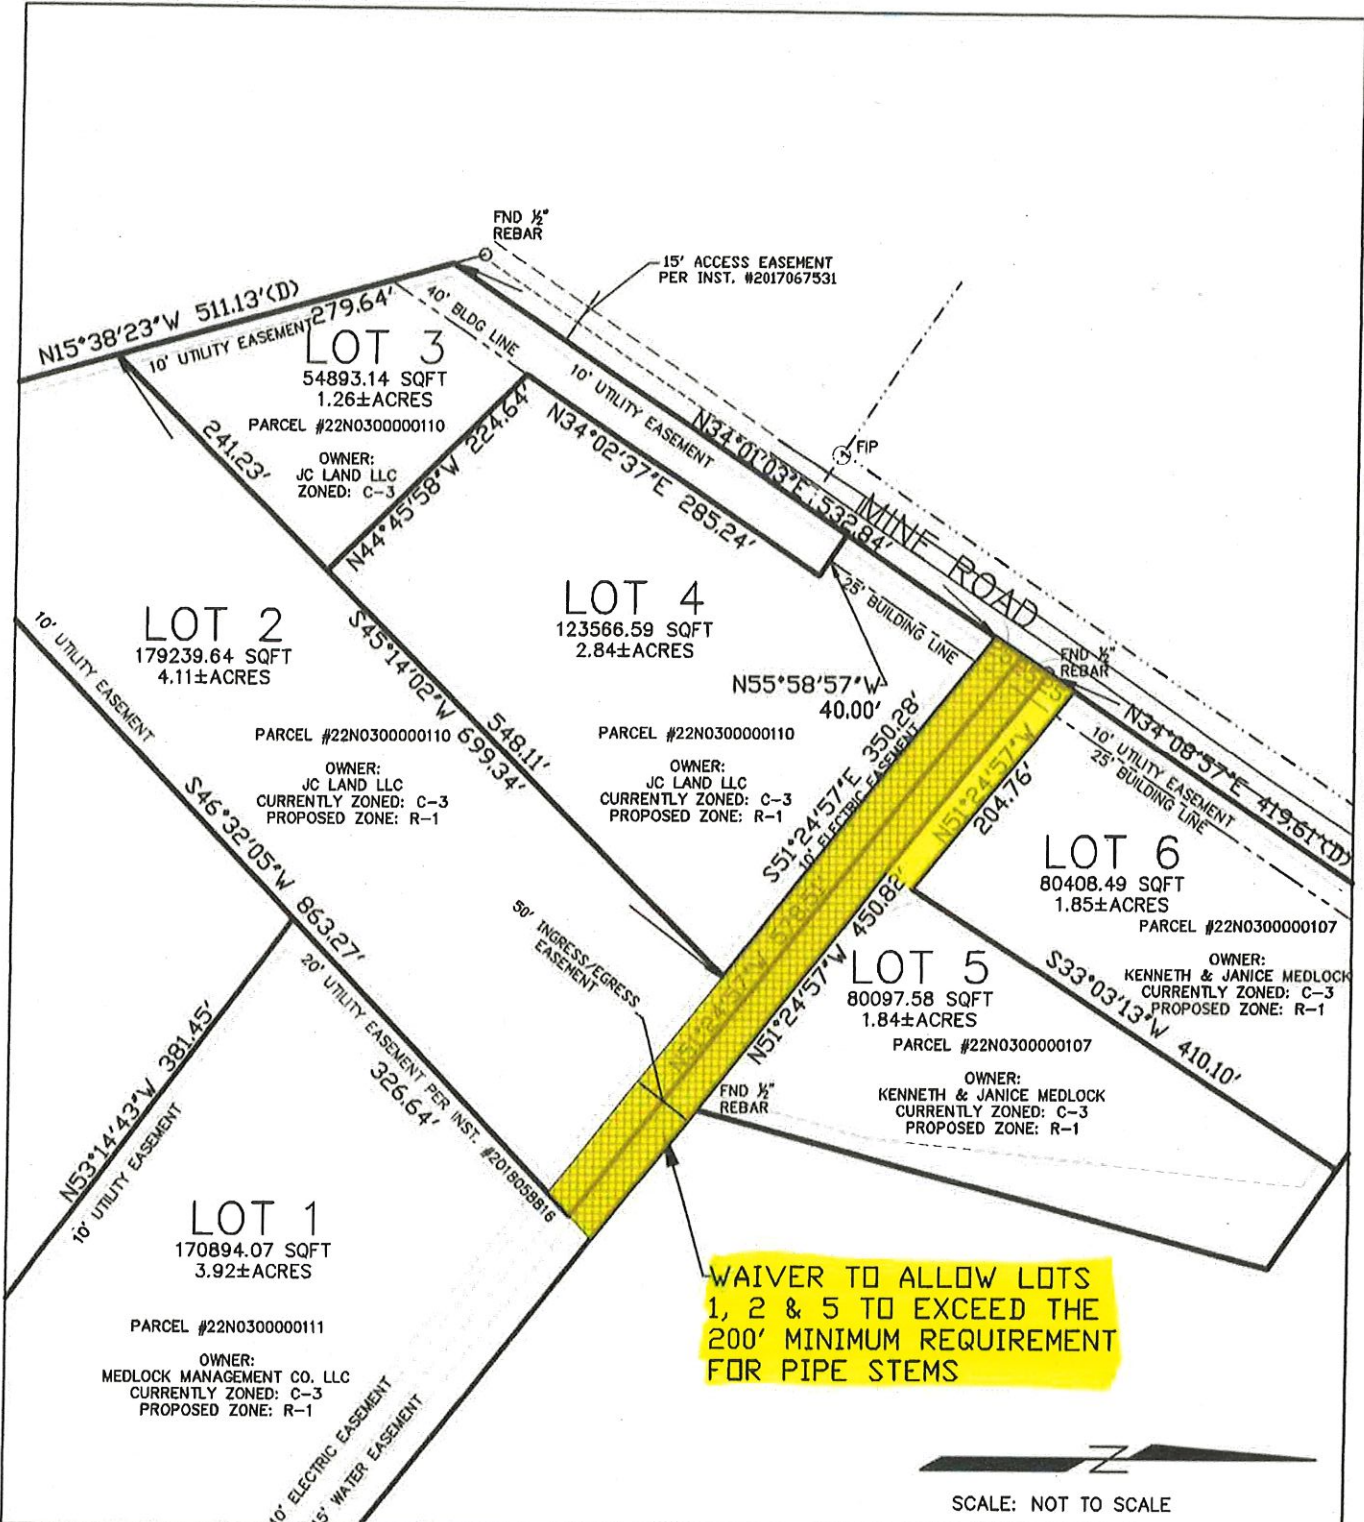 FND ½"
REBAR
15' ACCESS EASEMENT
PER INST. #2017067531
N15°38'23"W 511.13'(D)
279.64'
10' UTILITY EASEMENT
40' BLDG LINE
LOT 3
54893.14 SQFT
1.26±ACRES
PARCEL #22N0300000110
OWNER:
JC LAND LLC
ZONED: C-3
241.23'
N44°45'58"W 224.64'
10' UTILITY EASEMENT
N34°02'37"E 285.24'
N34°01'03"E 532.84'
FIP
MINE ROAD
25' BUILDING LINE
LOT 4
123566.59 SQFT
2.84±ACRES
N55°58'57"W
40.00'
PARCEL #22N0300000110
OWNER:
JC LAND LLC
CURRENTLY ZONED: C-3
PROPOSED ZONE: R-1
LOT 2
179239.64 SQFT
4.11±ACRES
PARCEL #22N0300000110
OWNER:
JC LAND LLC
CURRENTLY ZONED: C-3
PROPOSED ZONE: R-1
10' UTILITY EASEMENT
S45°14'02"W 699.34'
548.11'
S46°32'05"W 863.27'
S51°24'57"E 350.28'
10' ELECTRIC EASEMENT
FND ½"
REBAR
N34°08'57"E 419.61'(D)
10' UTILITY EASEMENT
25' BUILDING LINE
N51°24'57"W
204.76'
LOT 6
80408.49 SQFT
1.85±ACRES
PARCEL #22N0300000107
OWNER:
KENNETH & JANICE MEDLOCK
CURRENTLY ZONED: C-3
PROPOSED ZONE: R-1
S33°03'13"W 410.10'
N51°24'57"W 450.82'
LOT 5
80097.58 SQFT
1.84±ACRES
PARCEL #22N0300000107
OWNER:
KENNETH & JANICE MEDLOCK
CURRENTLY ZONED: C-3
PROPOSED ZONE: R-1
50' INGRESS/EGRESS
EASEMENT
N51°24'57"W
FND ½"
REBAR
20' UTILITY EASEMENT PER INST. #2018058816
326.64'
N53°14'43"W 381.45'
10' UTILITY EASEMENT
LOT 1
170894.07 SQFT
3.92±ACRES
PARCEL #22N0300000111
OWNER:
MEDLOCK MANAGEMENT CO. LLC
CURRENTLY ZONED: C-3
PROPOSED ZONE: R-1
10' ELECTRIC EASEMENT
15' WATER EASEMENT
WAIVER TO ALLOW LOTS
1, 2 & 5 TO EXCEED THE
200' MINIMUM REQUIREMENT
FOR PIPE STEMS
N
SCALE: NOT TO SCALE